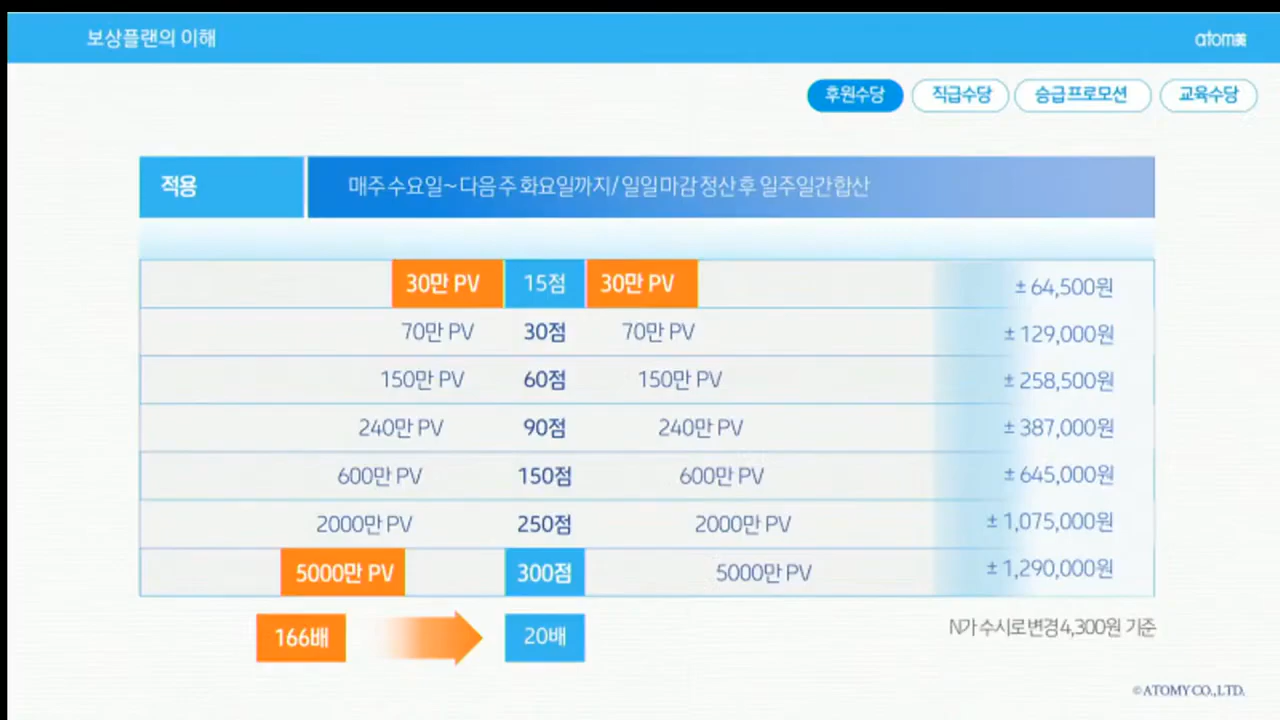 보상플랜의 이해
atom美
후원수당 직급수당 승급프로모션 교육수당
적용 매주 수요일~다음 주 화요일까지/ 일일 마감 정산 후 일주일간 합산
30만 PV 15점 30만 PV ± 64,500원
70만 PV 30점 70만 PV ± 129,000원
150만 PV 60점 150만 PV ± 258,500원
240만 PV 90점 240만 PV ± 387,000원
600만 PV 150점 600만 PV ± 645,000원
2000만 PV 250점 2000만 PV ± 1,075,000원
5000만 PV 300점 5000만 PV ± 1,290,000원
166배 20배
N가 수시로 변경 4,300원 기준
© ATOMY CO., LTD.